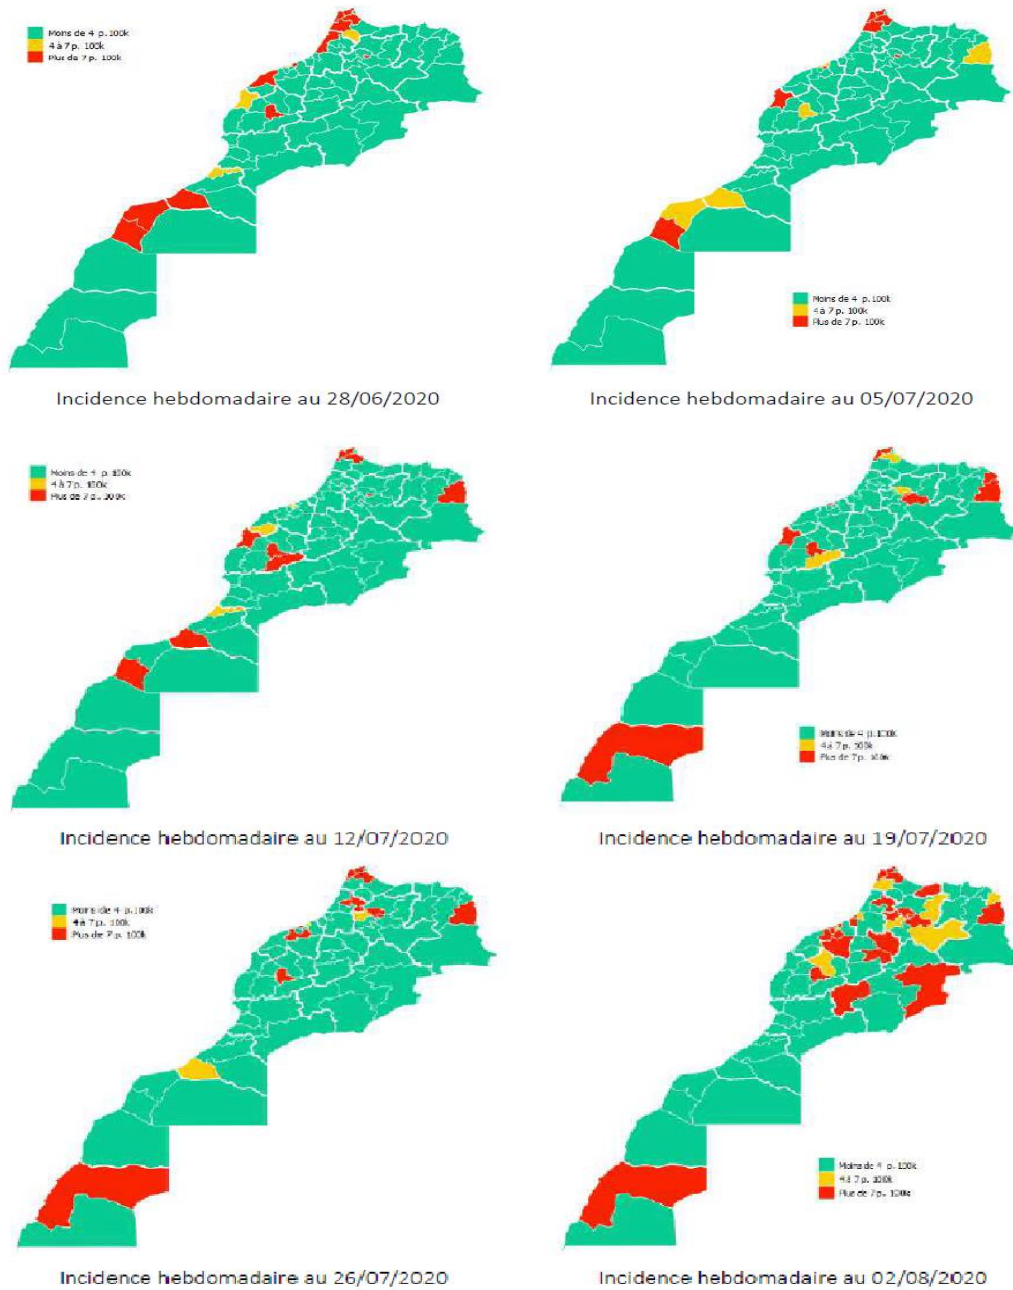 Moins de 4 p. 100k
4 à 7 p. 100k
Plus de 7 p. 100k
Moins de 4 p. 100k
4 à 7 p. 100k
Plus de 7 p. 100k
Incidence hebdomadaire au 28/06/2020
Incidence hebdomadaire au 05/07/2020
Moins de 4 p. 100k
4 à 7 p. 100k
Plus de 7 p. 100k
Moins de 4 p. 100k
4 à 7 p. 100k
Plus de 7 p. 100k
Incidence hebdomadaire au 12/07/2020
Incidence hebdomadaire au 19/07/2020
Moins de 4 p. 100k
4 à 7 p. 100k
Plus de 7 p. 100k
Moins de 4 p. 100k
4 à 7 p. 100k
Plus de 7 p. 100k
Incidence hebdomadaire au 26/07/2020
Incidence hebdomadaire au 02/08/2020